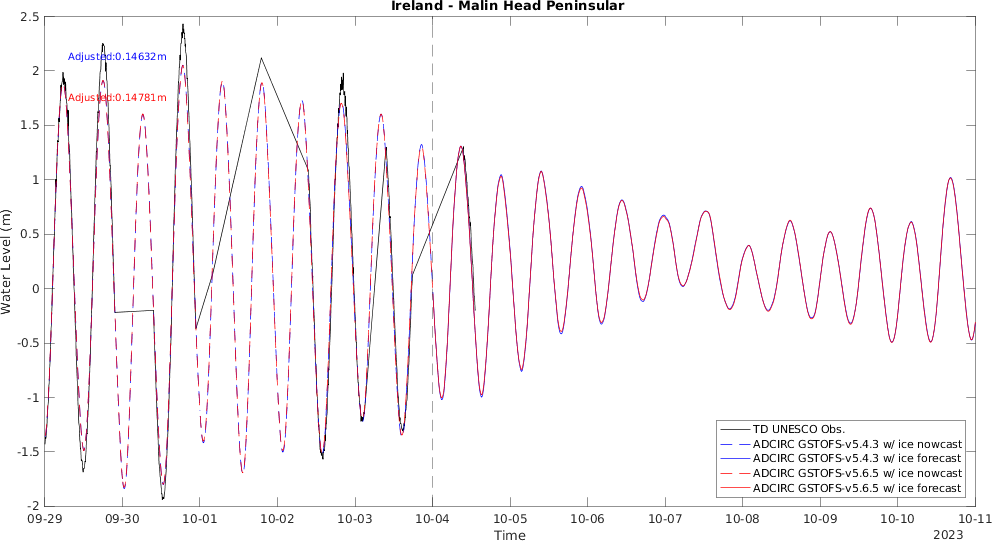 Ireland - Malin Head Peninsular
2.5
2
1.5
1
0.5
0
-0.5
-1
-1.5
-2
Water Level (m)
Adjusted:0.14632m
Adjusted:0.14781m
TD UNESCO Obs.
ADCIRC GSTOFS-v5.4.3 w/ ice nowcast
ADCIRC GSTOFS-v5.4.3 w/ ice forecast
ADCIRC GSTOFS-v5.6.5 w/ ice nowcast
ADCIRC GSTOFS-v5.6.5 w/ ice forecast
09-29 09-30 10-01 10-02 10-03 10-04 10-05 10-06 10-07 10-08 10-09 10-10 10-11
Time
2023